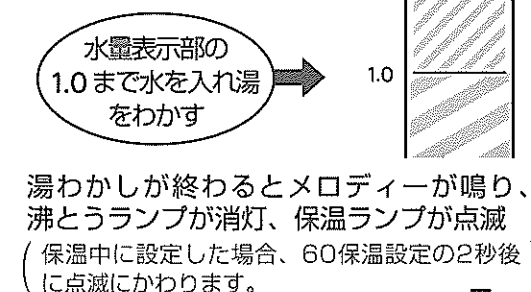 水量表示部の
1.0 まで水を入れ湯
をわかす
1.0
湯わかしが終わるとメロディーが鳴り、
沸とうランプが消灯、保温ランプが点滅
( 保温中に設定した場合、60保温設定の2秒後
に点滅にかわります。